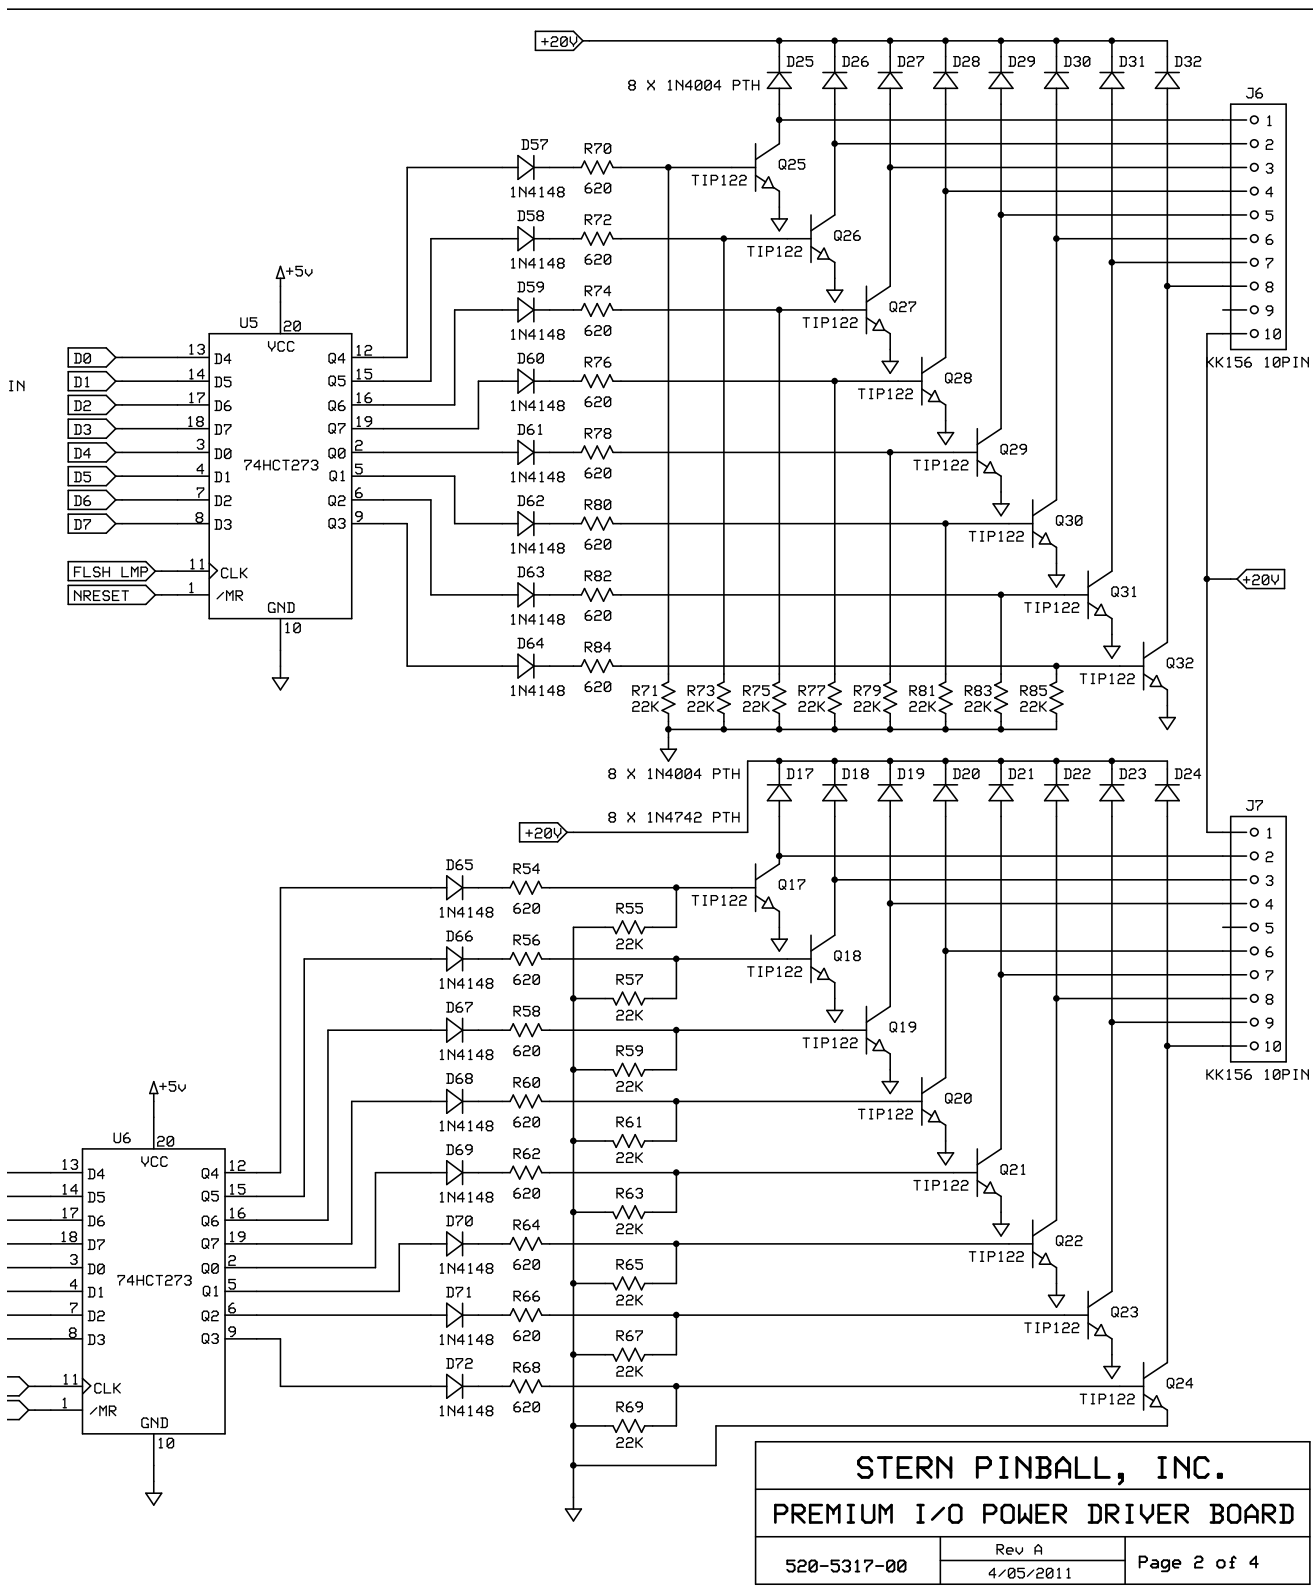 +20V
D25 D26 D27 D28 D29 D30 D31 D32
8 X 1N4004 PTH
J6
1
2
3
4
5
6
7
8
9
10
KK156 10PIN
D57 R70
1N4148 620
TIP122 Q25
D58 R72
1N4148 620
TIP122 Q26
D59 R74
1N4148 620
TIP122 Q27
D60 R76
1N4148 620
TIP122 Q28
D61 R78
1N4148 620
TIP122 Q29
D62 R80
1N4148 620
TIP122 Q30
D63 R82
1N4148 620
TIP122 Q31
D64 R84
1N4148 620
TIP122 Q32
+20V
+5v
U5 20
VCC
IN
D0 13 D4 Q4 12
D1 14 D5 Q5 15
D2 17 D6 Q6 16
D3 18 D7 Q7 19
D4 3 D0 Q0 2
74HCT273
D5 4 D1 Q1 5
D6 7 D2 Q2 6
D7 8 D3 Q3 9
FLSH LMP 11 CLK
NRESET 1 /MR
GND
10
R71 R73 R75 R77 R79 R81 R83 R85
22K 22K 22K 22K 22K 22K 22K 22K
8 X 1N4004 PTH
D17 D18 D19 D20 D21 D22 D23 D24
8 X 1N4742 PTH
+20V
J7
1
2
3
4
5
6
7
8
9
10
KK156 10PIN
D65 R54
1N4148 620
TIP122 Q17
R55
22K
D66 R56
1N4148 620
TIP122 Q18
R57
22K
D67 R58
1N4148 620
TIP122 Q19
R59
22K
D68 R60
1N4148 620
TIP122 Q20
R61
22K
D69 R62
1N4148 620
TIP122 Q21
R63
22K
D70 R64
1N4148 620
TIP122 Q22
R65
22K
D71 R66
1N4148 620
TIP122 Q23
R67
22K
D72 R68
1N4148 620
TIP122 Q24
R69
22K
+5v
U6 20
VCC
13 D4 Q4 12
14 D5 Q5 15
17 D6 Q6 16
18 D7 Q7 19
3 D0 Q0 2
74HCT273
4 D1 Q1 5
7 D2 Q2 6
8 D3 Q3 9
11 CLK
1 /MR
GND
10
STERN PINBALL, INC.
PREMIUM I/O POWER DRIVER BOARD
520-5317-00
Rev A
4/05/2011
Page 2 of 4